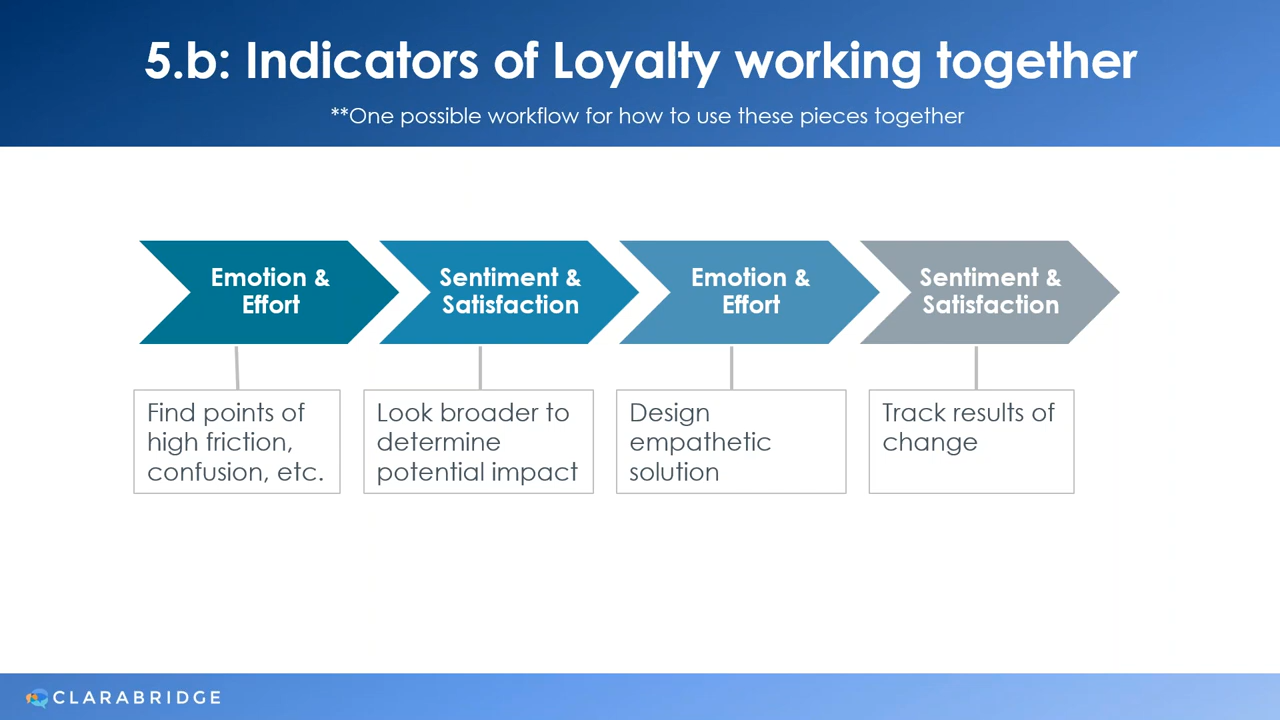 5.b: Indicators of Loyalty working together
**One possible workflow for how to use these pieces together
Emotion &
Effort
Sentiment &
Satisfaction
Emotion &
Effort
Sentiment &
Satisfaction
Find points of
high friction,
confusion, etc.
Look broader to
determine
potential impact
Design
empathetic
solution
Track results of
change
CLARABRIDGE